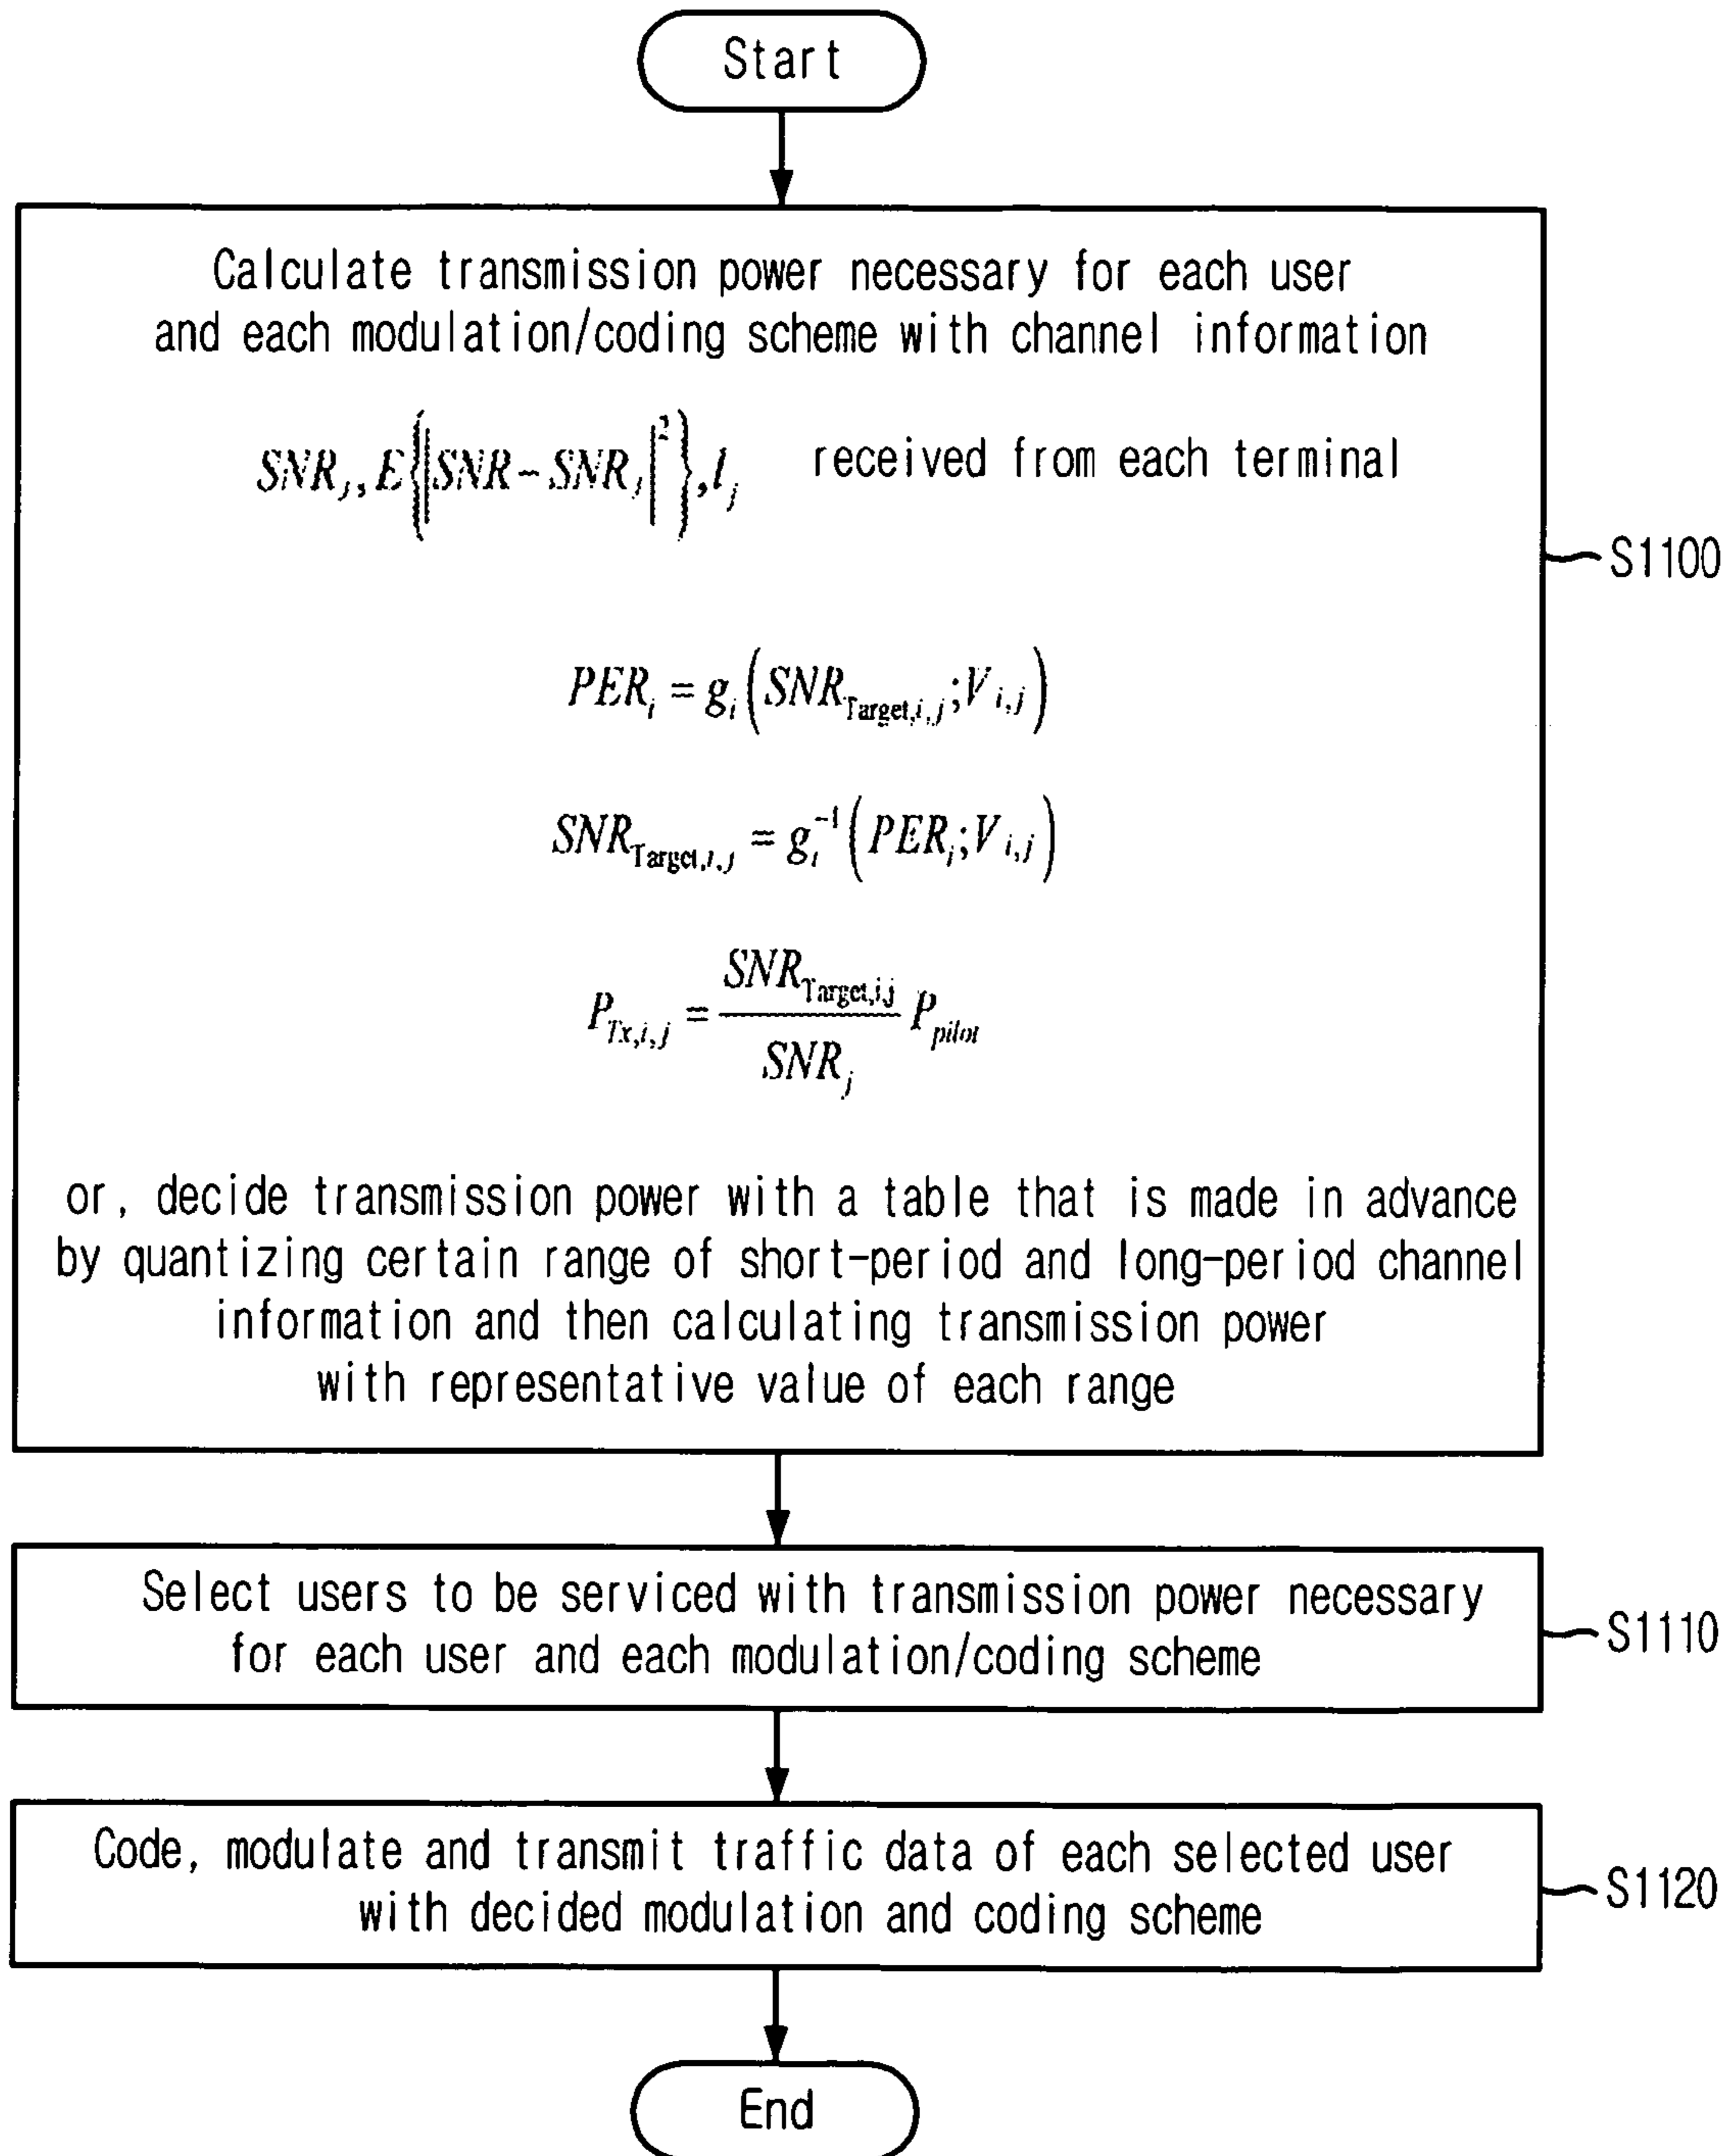 Start
Calculate transmission power necessary for each user
and each modulation/coding scheme with channel information
SNR_j, E{||SNR-SNR_j||^2}, l_j received from each terminal
S1100
PER_i = g_i(SNR_Target,i,j;V_i,j)
SNR_Target,i,j = g_i^-1(PER_i;V_i,j)
P_Tx,i,j = SNR_Target,i,j / SNR_j P_pilot
or, decide transmission power with a table that is made in advance
by quantizing certain range of short-period and long-period channel
information and then calculating transmission power
with representative value of each range
Select users to be serviced with transmission power necessary
for each user and each modulation/coding scheme
S1110
Code, modulate and transmit traffic data of each selected user
with decided modulation and coding scheme
S1120
End